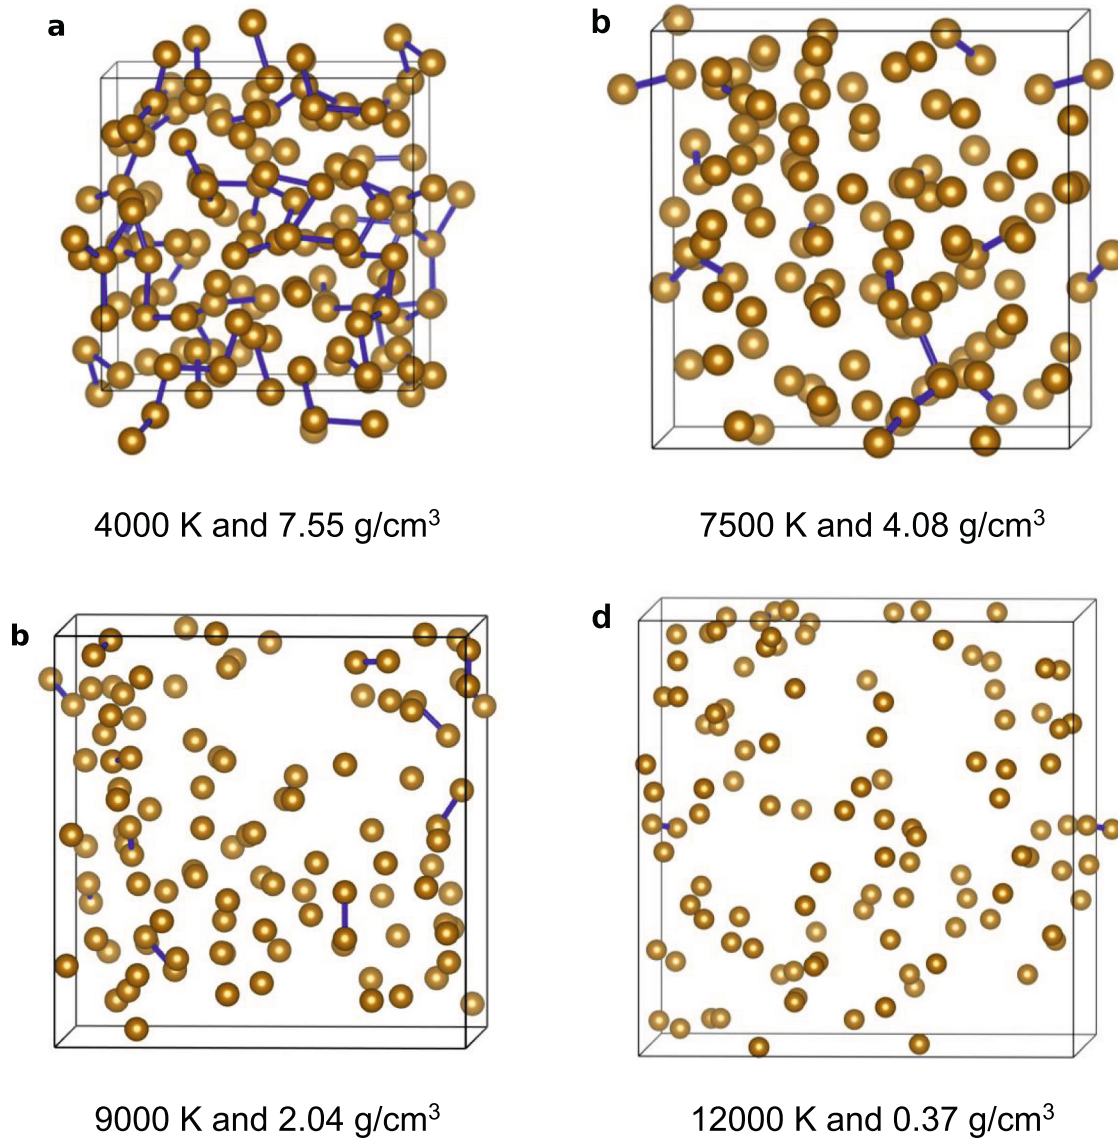 a
b
4000 K and 7.55 g/cm³
7500 K and 4.08 g/cm³
b
d
9000 K and 2.04 g/cm³
12000 K and 0.37 g/cm³